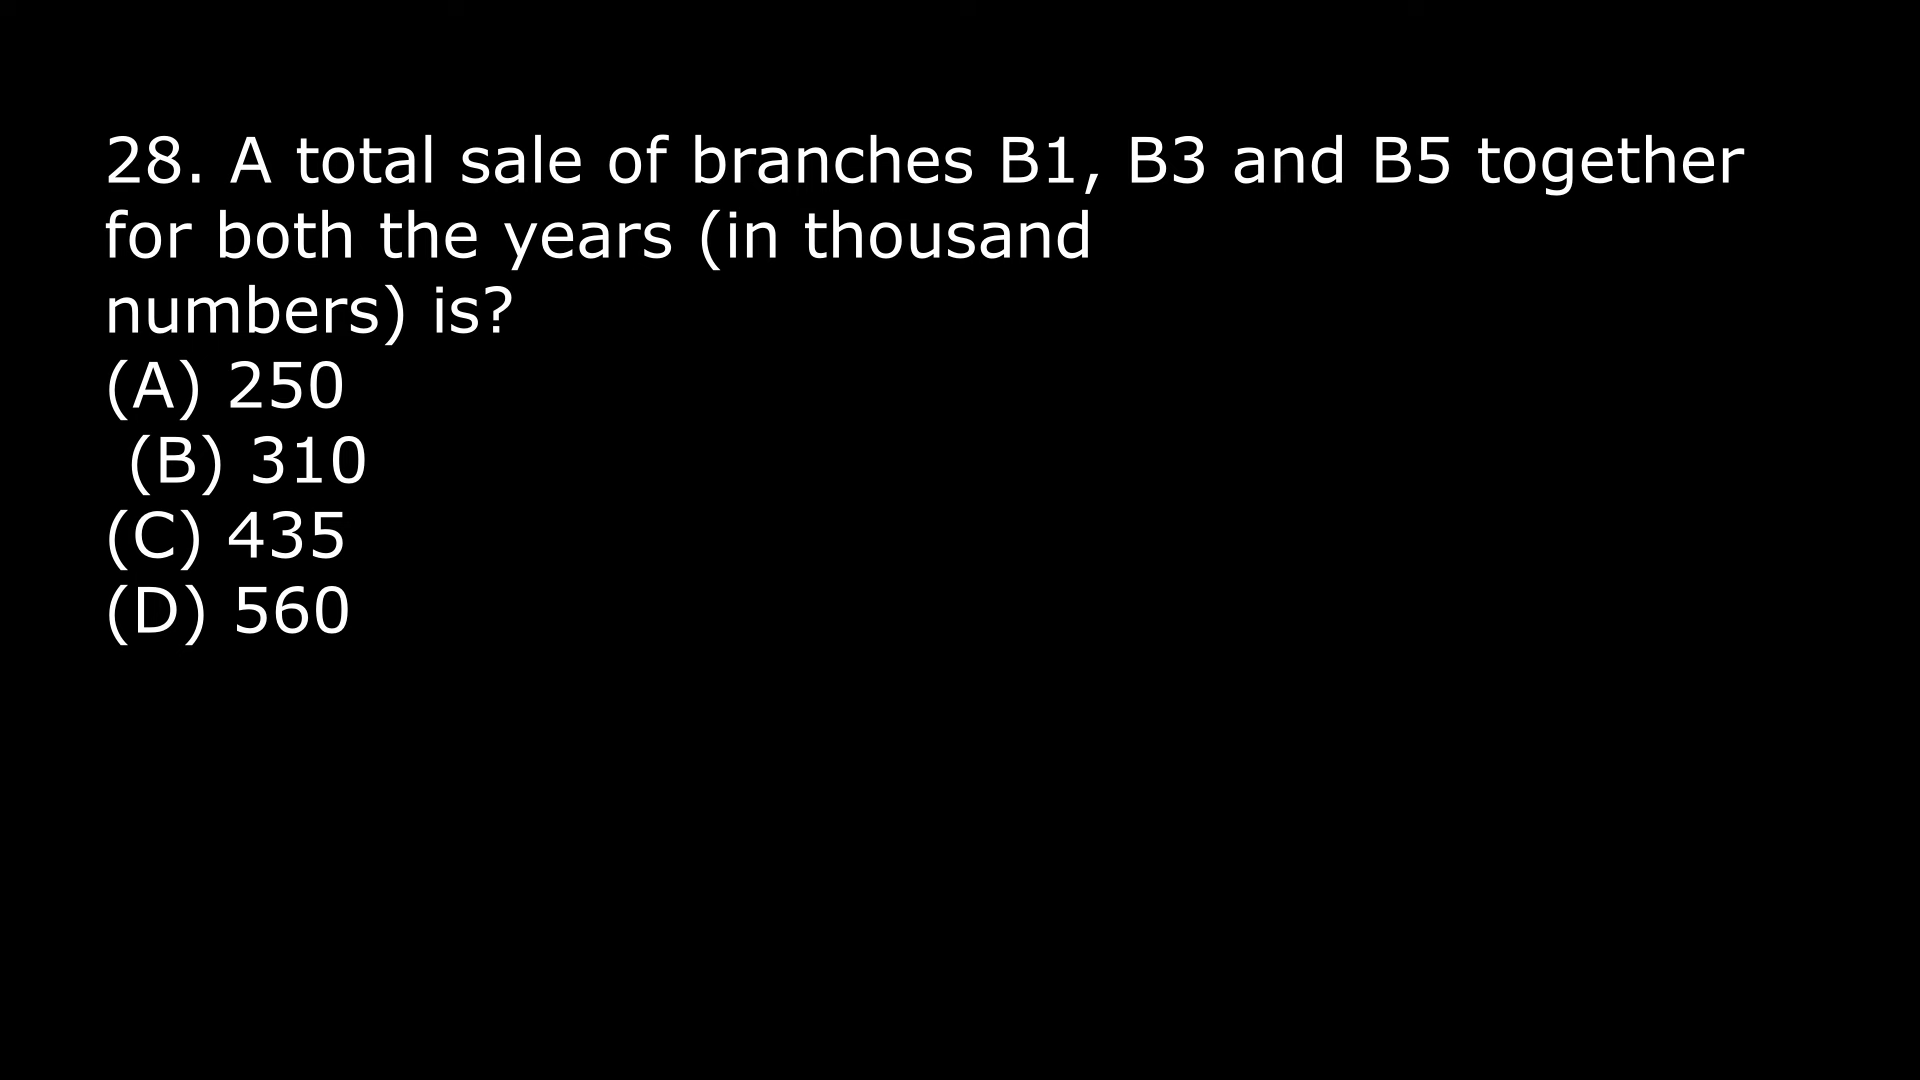 28. A total sale of branches B1, B3 and B5 together
for both the years (in thousand
numbers) is?
(A) 250
(B) 310
(C) 435
(D) 560